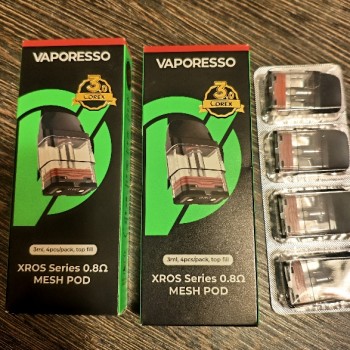 VAPORESSO
3.0
COREX
3ml, 4pcs/pack, top fill
XROS Series 0.8Ω
MESH POD
VAPORESSO
3.0
COREX
3ml, 4pcs/pack, top fill
XROS Series 0.8Ω
MESH POD